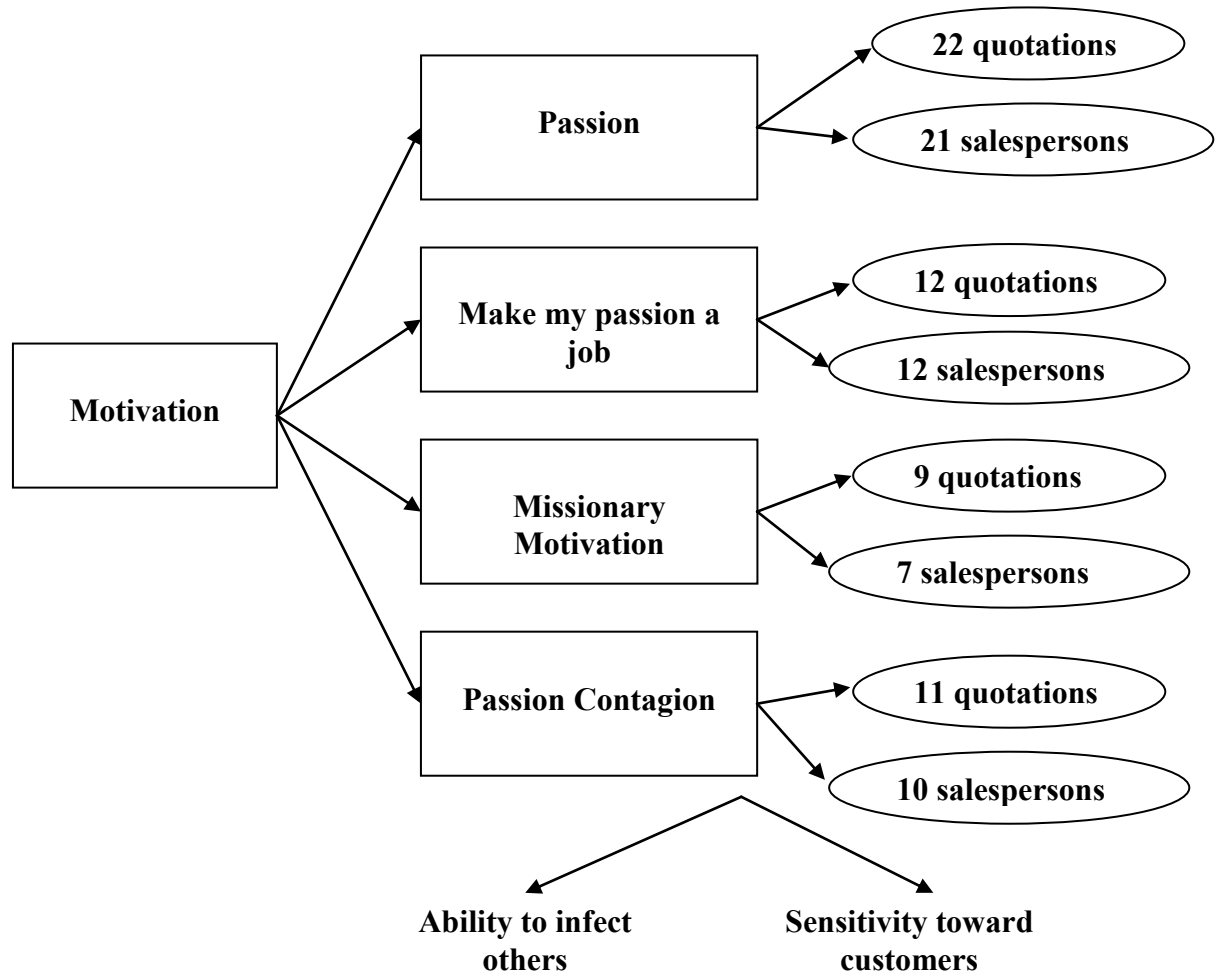 22 quotations
Passion
21 salespersons
12 quotations
Make my passion a
job
12 salespersons
Motivation
9 quotations
Missionary
Motivation
7 salespersons
11 quotations
Passion Contagion
10 salespersons
Ability to infect
others
Sensitivity toward
customers